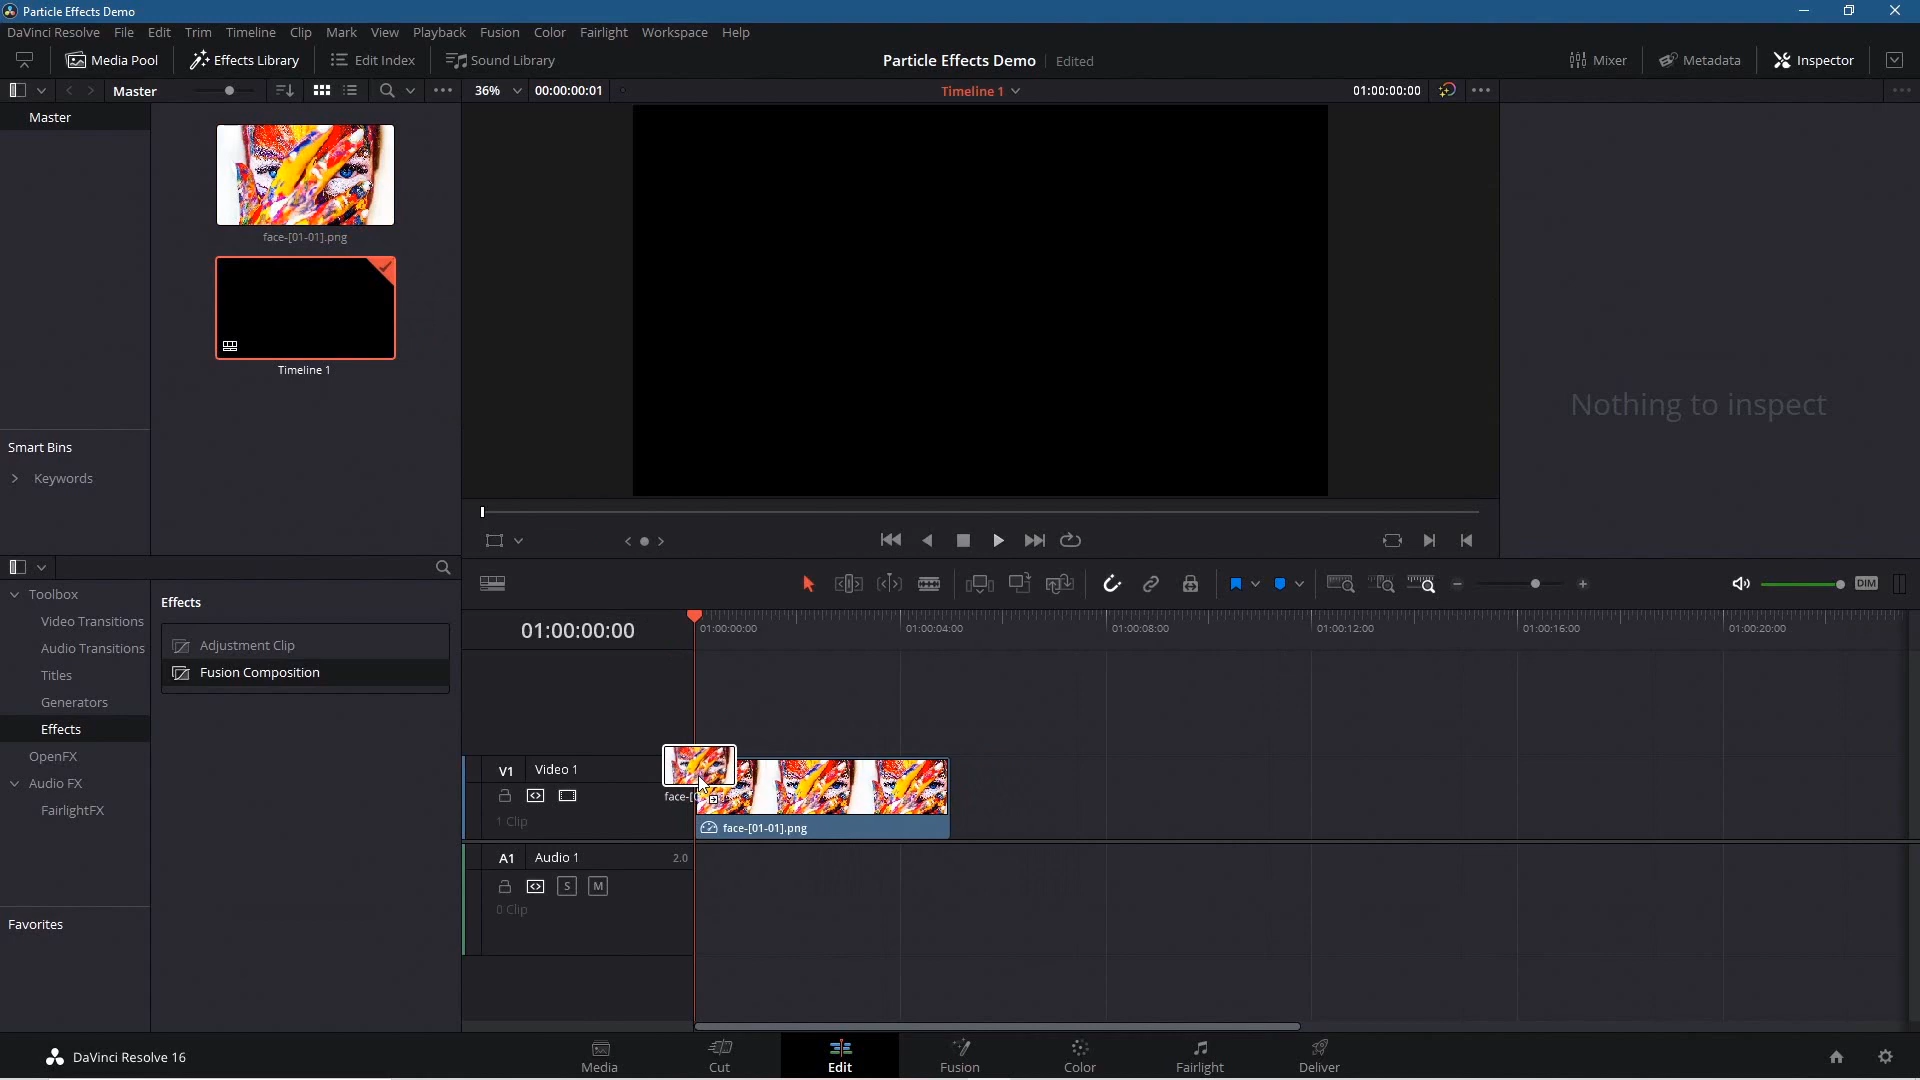 Particle Effects Demo
DaVinci Resolve File Edit Trim Timeline Clip Mark View Playback Fusion Color Fairlight Workspace Help
Media Pool Effects Library Edit Index Sound Library Particle Effects Demo Edited Mixer Metadata Inspector
Master 36% 00:00:00:01 Timeline 1 01:00:00:00
Master
face-[01-01].png
Timeline 1
Nothing to inspect
Smart Bins
Keywords
Toolbox
Video Transitions
Audio Transitions
Titles
Generators
Effects
OpenFX
Audio FX
FairlightFX
Favorites
Effects
Adjustment Clip
Fusion Composition
DIM
01:00:00:00
01:00:00:00 01:00:04:00 01:00:08:00 01:00:12:00 01:00:16:00 01:00:20:00
V1 Video 1
1 Clip
face-[
face-[01-01].png
A1 Audio 1 2.0
S M
0 Clip
DaVinci Resolve 16
Media Cut Edit Fusion Color Fairlight Deliver